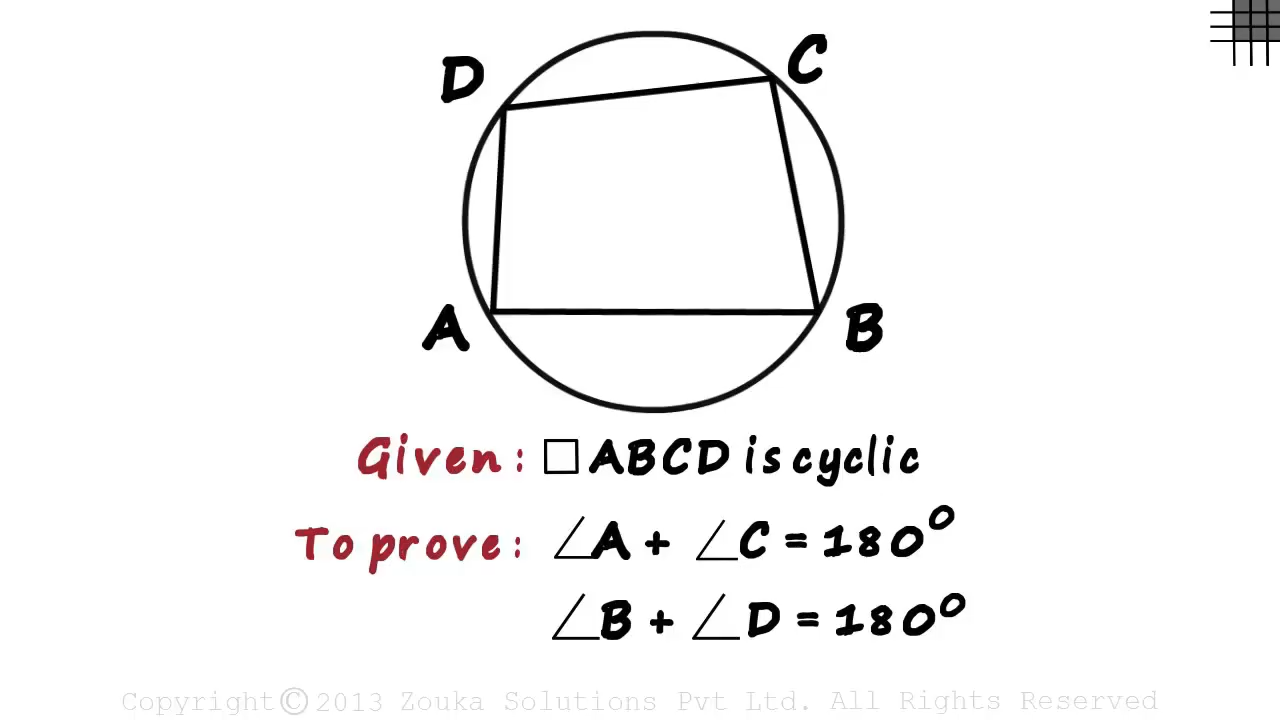 D
C
A
B
Given: □ABCD is cyclic
To prove: ∠A + ∠C = 180°
∠B + ∠D = 180°
Copyright © 2013 Zouka Solutions Pvt Ltd. All Rights Reserved